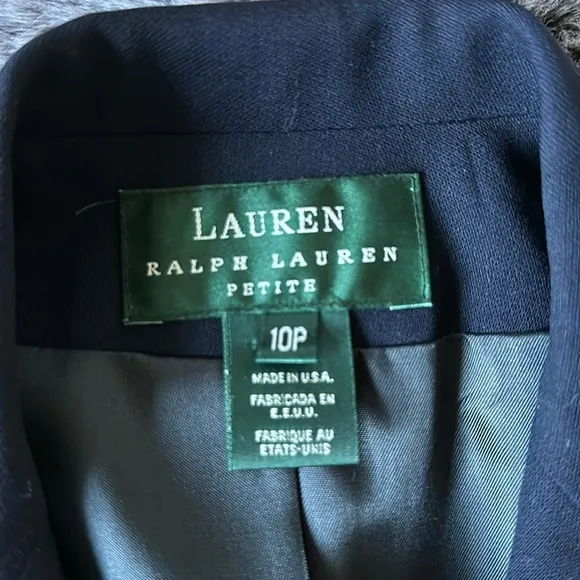 LAUREN
RALPH LAUREN
PETITE
10P
MADE IN U.S.A.
FABRICADA EN
E.E.U.U.
FABRIQUE AU
ETATS-UNIS